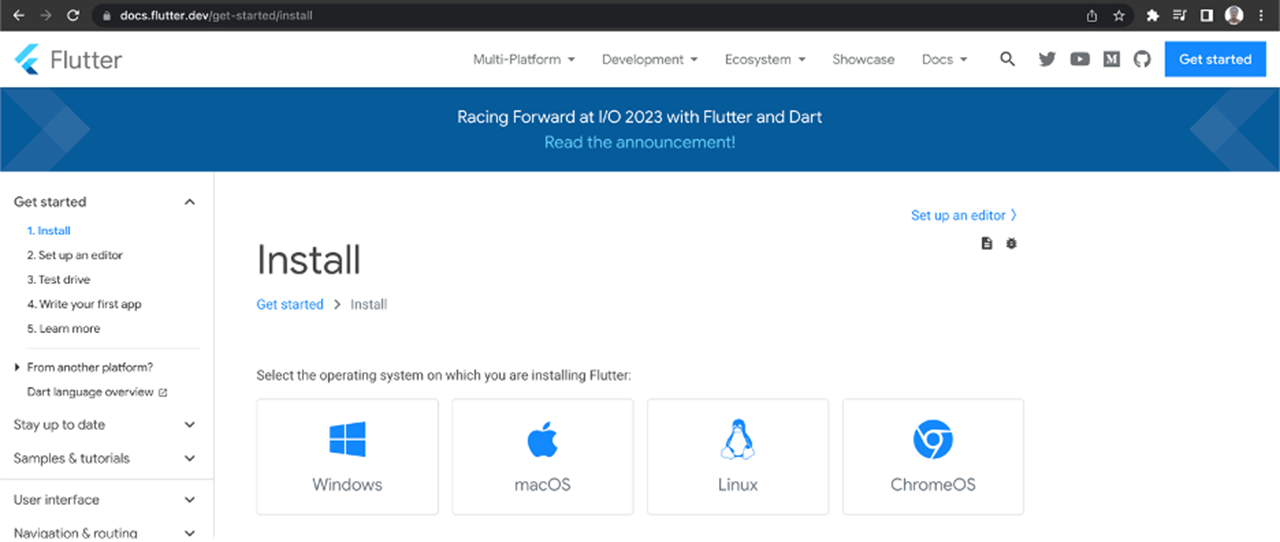 docs.flutter.dev/get-started/install
Flutter
Multi-Platform
Development
Ecosystem
Showcase
Docs
Get started
Racing Forward at I/O 2023 with Flutter and Dart
Read the announcement!
Get started
1. Install
2. Set up an editor
3. Test drive
4. Write your first app
5. Learn more
From another platform?
Dart language overview
Stay up to date
Samples & tutorials
User interface
Navigation & routing
Set up an editor
Install
Get started > Install
Select the operating system on which you are installing Flutter:
Windows
macOS
Linux
ChromeOS